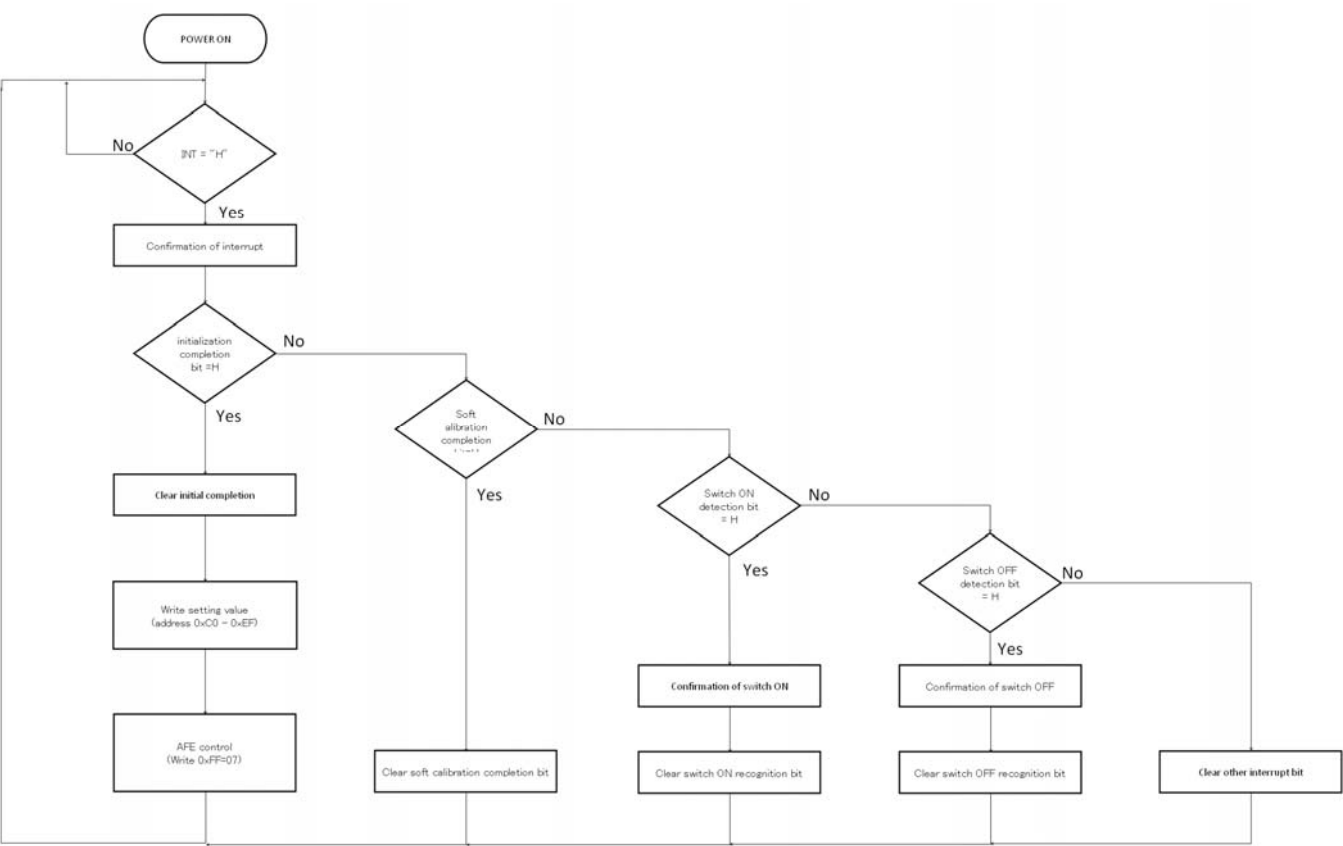 POWER ON
INT = "H"
No
Yes
Confirmation of interrupt
initialization
completion
bit =H
No
Yes
Soft
alibration
completion
No
Yes
Clear initial completion
Switch ON
detection bit
= H
No
Yes
Switch OFF
detection bit
= H
No
Yes
Write setting value
(address 0xC0 - 0xEF)
Confirmation of switch ON
Confirmation of switch OFF
AFE control
(Write 0xFF=07)
Clear soft calibration completion bit
Clear switch ON recognition bit
Clear switch OFF recognition bit
Clear other interrupt bit